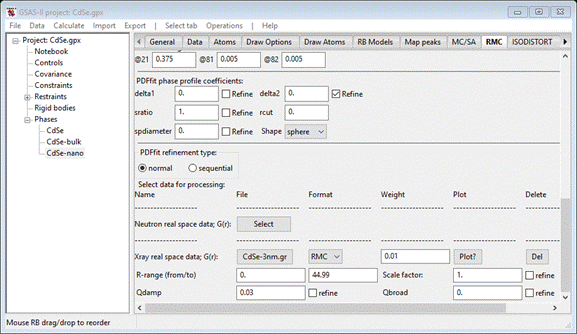 GSAS-II project: CdSe.gpx
File Data Calculate Import Export | Select tab Operations | Help
Project: CdSe.gpx
Notebook
Controls
Covariance
Constraints
Restraints
Rigid bodies
Phases
CdSe
CdSe-bulk
CdSe-nano
General Data Atoms Draw Options Draw Atoms RB Models Map peaks MC/SA RMC ISODISTORT
@21 0.375 @81 0.005 @82 0.005
PDFfit phase profile coefficients:
delta1 0. Refine delta2 0. Refine
sratio 1. Refine rcut 0.
spdiameter 0. Refine Shape sphere
PDFfit refinement type:
normal sequential
Select data for processing:
Name File Format Weight Plot Delete
Neutron real space data; G(r): Select
Xray real space data; G(r): CdSe-3nm.gr RMC 0.01 Plot? Del
R-range (from/to) 0. 44.99 Scale factor: 1. refine
Qdamp 0.03 refine Qbroad 0. refine
Mouse RB drag/drop to reorder